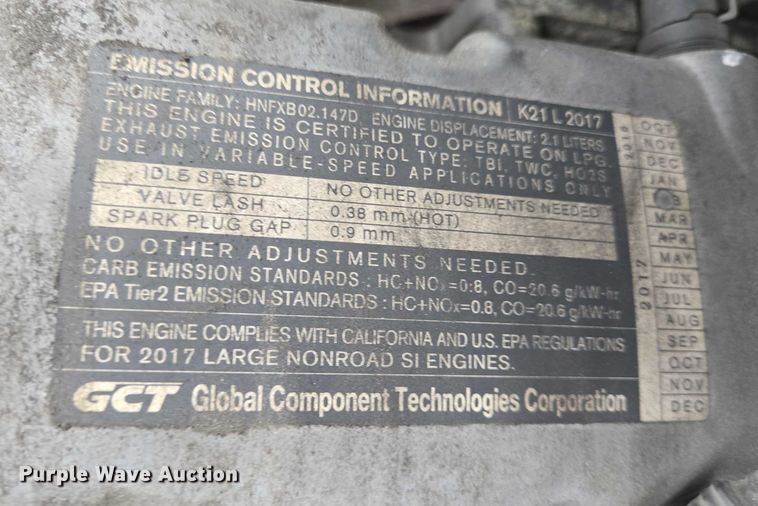 EMISSION CONTROL INFORMATION | K21 L 2017
ENGINE FAMILY: HNFXB02.147D, ENGINE DISPLACEMENT: 2.1 LITERS
THIS ENGINE IS CERTIFIED TO OPERATE ON LPG.
EXHAUST EMISSION CONTROL TYPE: TBI, TWC, HO2S
USE IN VARIABLE-SPEED APPLICATIONS ONLY
IDLE SPEED NO OTHER ADJUSTMENTS NEEDED
VALVE LASH 0.38 mm (HOT)
SPARK PLUG GAP 0.9 mm
NO OTHER ADJUSTMENTS NEEDED.
CARB EMISSION STANDARDS : HC+NOx=0.8, CO=20.6 g/kW-hr
EPA Tier2 EMISSION STANDARDS : HC+NOx=0.8, CO=20.6 g/kW-hr
THIS ENGINE COMPLIES WITH CALIFORNIA AND U.S. EPA REGULATIONS
FOR 2017 LARGE NONROAD SI ENGINES.
GCT Global Component Technologies Corporation
2016
OCT
NOV
DEC
2017
JAN
MAR
APR
MAY
JUN
JUL
AUG
SEP
OCT
NOV
DEC
Purple Wave Auction